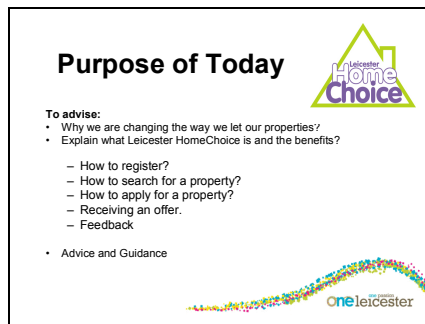 Purpose of Today
Leicester
Home
Choice
To advise:
• Why we are changing the way we let our properties?
• Explain what Leicester HomeChoice is and the benefits?
– How to register?
– How to search for a property?
– How to apply for a property?
– Receiving an offer.
– Feedback
• Advice and Guidance
oneleicester